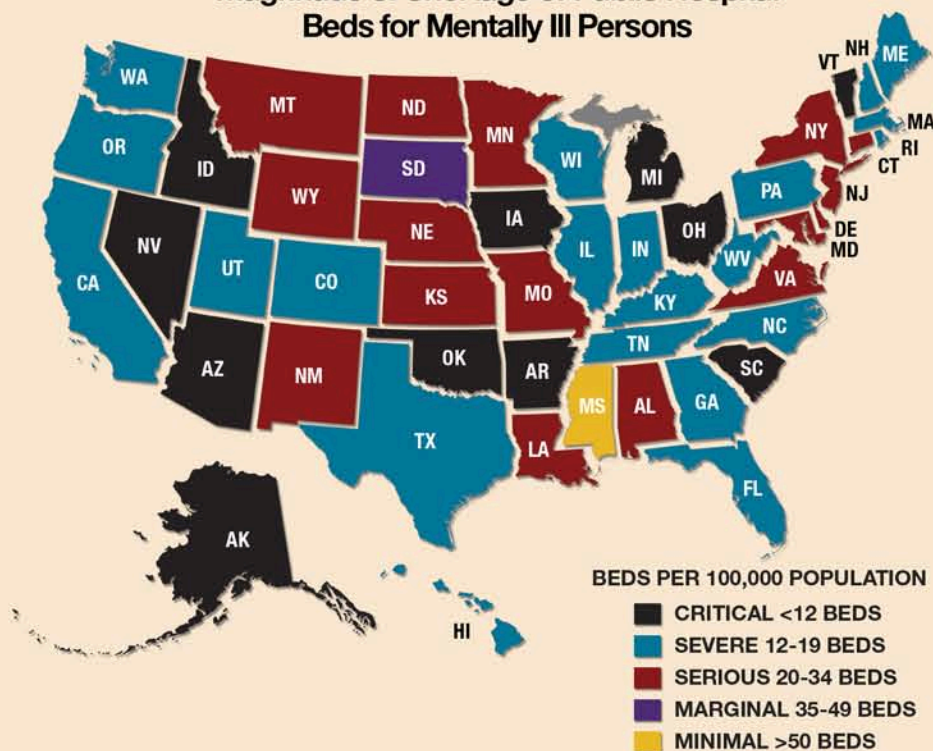 Beds for Mentally Ill Persons
WA
MT
ND
MN
VT
NH
ME
OR
ID
WY
SD
WI
MI
NY
MA
RI
CT
NV
UT
CO
NE
IA
IL
IN
OH
PA
NJ
DE
MD
WV
VA
CA
KS
MO
KY
NC
AZ
NM
OK
AR
TN
SC
TX
LA
MS
AL
GA
FL
AK
HI
BEDS PER 100,000 POPULATION
CRITICAL <12 BEDS
SEVERE 12-19 BEDS
SERIOUS 20-34 BEDS
MARGINAL 35-49 BEDS
MINIMAL >50 BEDS